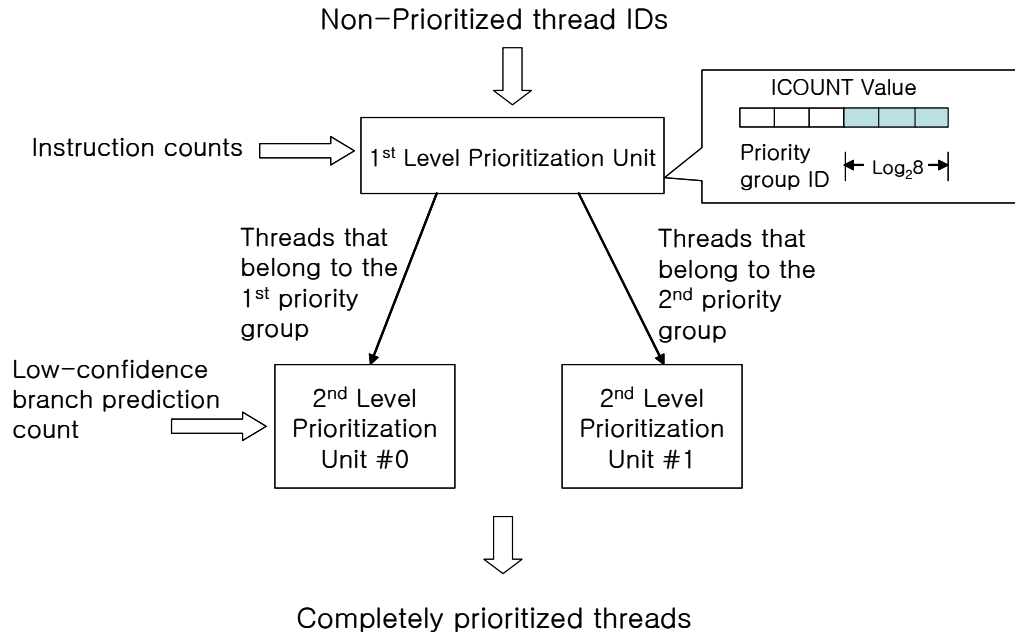 Non-Prioritized thread IDs
ICOUNT Value
Instruction counts
1st Level Prioritization Unit
Priority
group ID
Log₂8
Threads that
belong to the
1st priority
group
Threads that
belong to the
2nd priority
group
Low-confidence
branch prediction
count
2nd Level
Prioritization
Unit #0
2nd Level
Prioritization
Unit #1
Completely prioritized threads